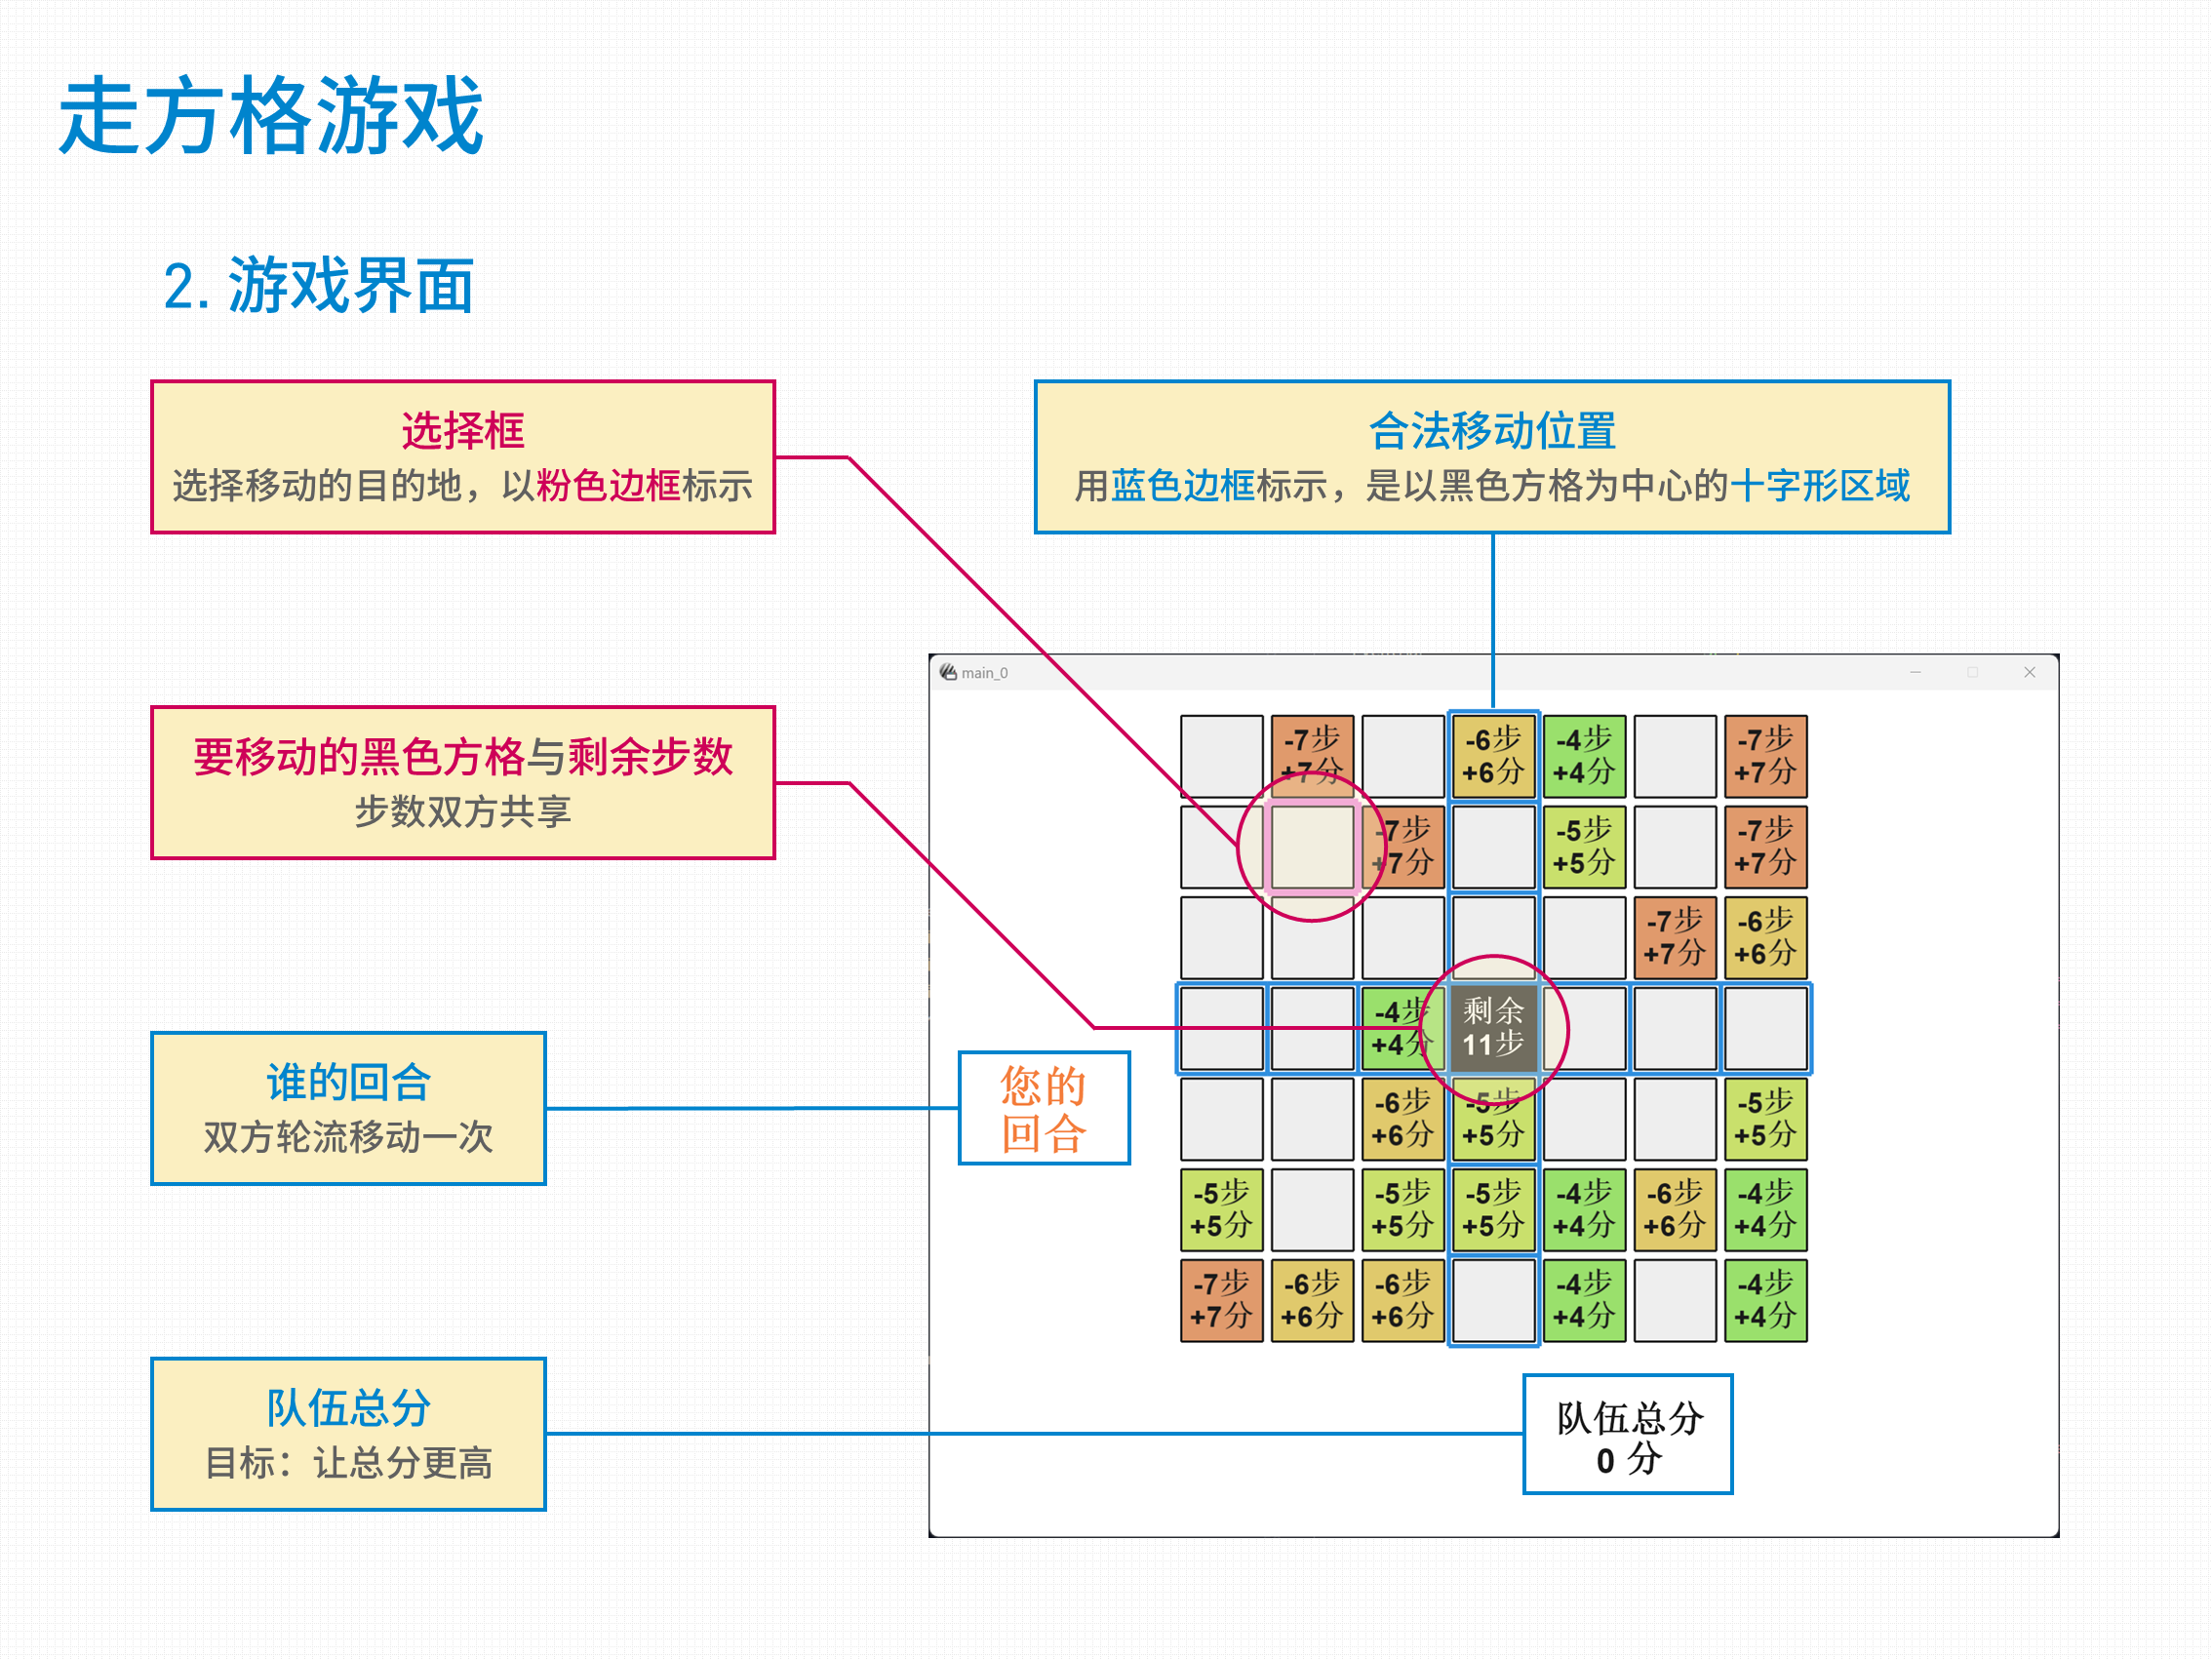 走方格游戏
2. 游戏界面
选择框
选择移动的目的地，以粉色边框标示
合法移动位置
用蓝色边框标示，是以黑色方格为中心的十字形区域
要移动的黑色方格与剩余步数
步数双方共享
谁的回合
双方轮流移动一次
队伍总分
目标：让总分更高
main_0
-7步 -6步 -4步 -7步
+7分 +6分 +4分 +7分
-7步 -5步 -7步
+7分 +5分 +7分
-7步 -6步
+7分 +6分
-4步 剩余
+4分 11步
您的
回合
-6步 -5步 -5步
+6分 +5分 +5分
-5步 -5步 -5步 -4步 -6步 -4步
+5分 +5分 +5分 +4分 +6分 +4分
-7步 -6步 -6步 -4步 -4步
+7分 +6分 +6分 +4分 +4分
队伍总分
0 分